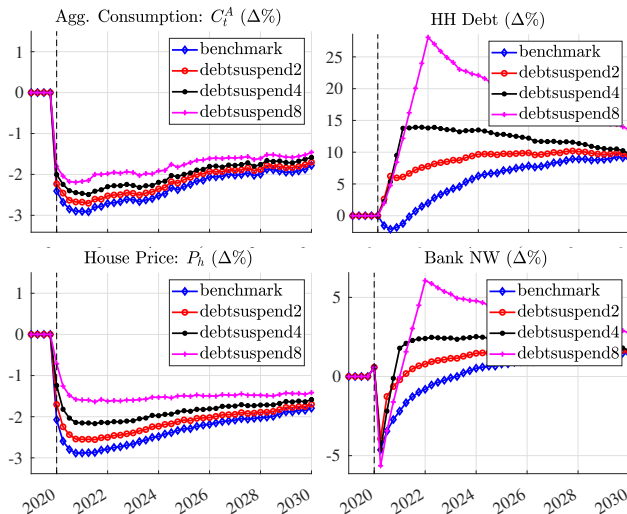 Agg. Consumption: $C_t^A$ (Δ%)
0
-1
-2
-3
benchmark
debtsuspend2
debtsuspend4
debtsuspend8
HH Debt (Δ%)
25
20
15
10
5
0
benchmark
debtsuspend2
debtsuspend4
debtsuspend8
House Price: $P_h$ (Δ%)
0
-1
-2
-3
benchmark
debtsuspend2
debtsuspend4
debtsuspend8
2020 2022 2024 2026 2028 2030
Bank NW (Δ%)
5
0
-5
benchmark
debtsuspend2
debtsuspend4
debtsuspend8
2020 2022 2024 2026 2028 2030